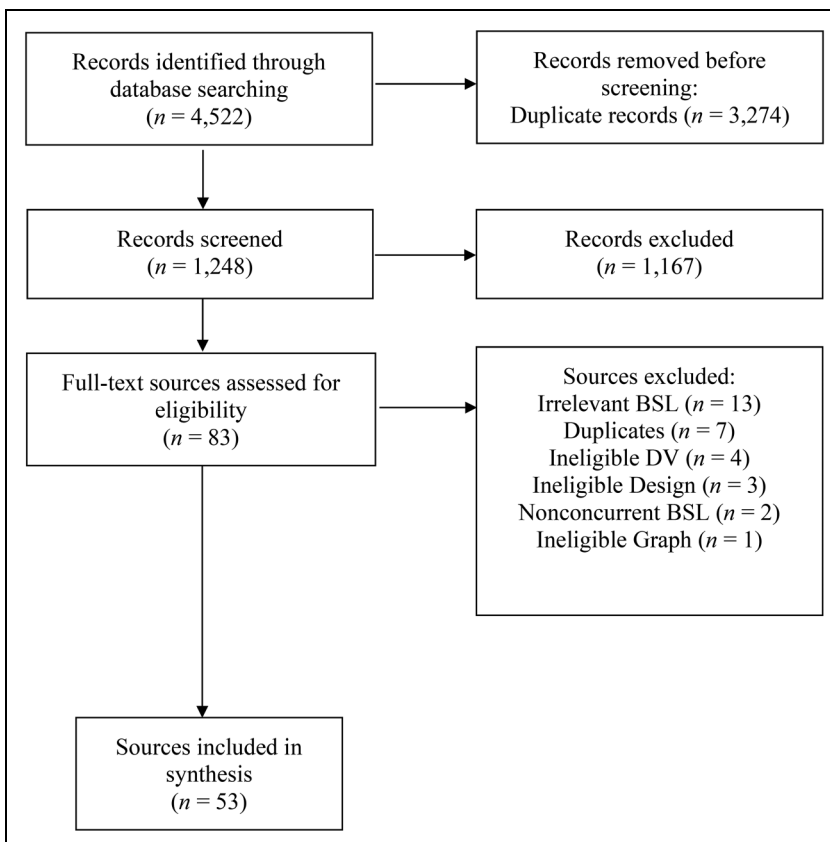 Records identified through
database searching
(n = 4,522)
Records removed before
screening:
Duplicate records (n = 3,274)
Records screened
(n = 1,248)
Records excluded
(n = 1,167)
Full-text sources assessed for
eligibility
(n = 83)
Sources excluded:
Irrelevant BSL (n = 13)
Duplicates (n = 7)
Ineligible DV (n = 4)
Ineligible Design (n = 3)
Nonconcurrent BSL (n = 2)
Ineligible Graph (n = 1)
Sources included in
synthesis
(n = 53)